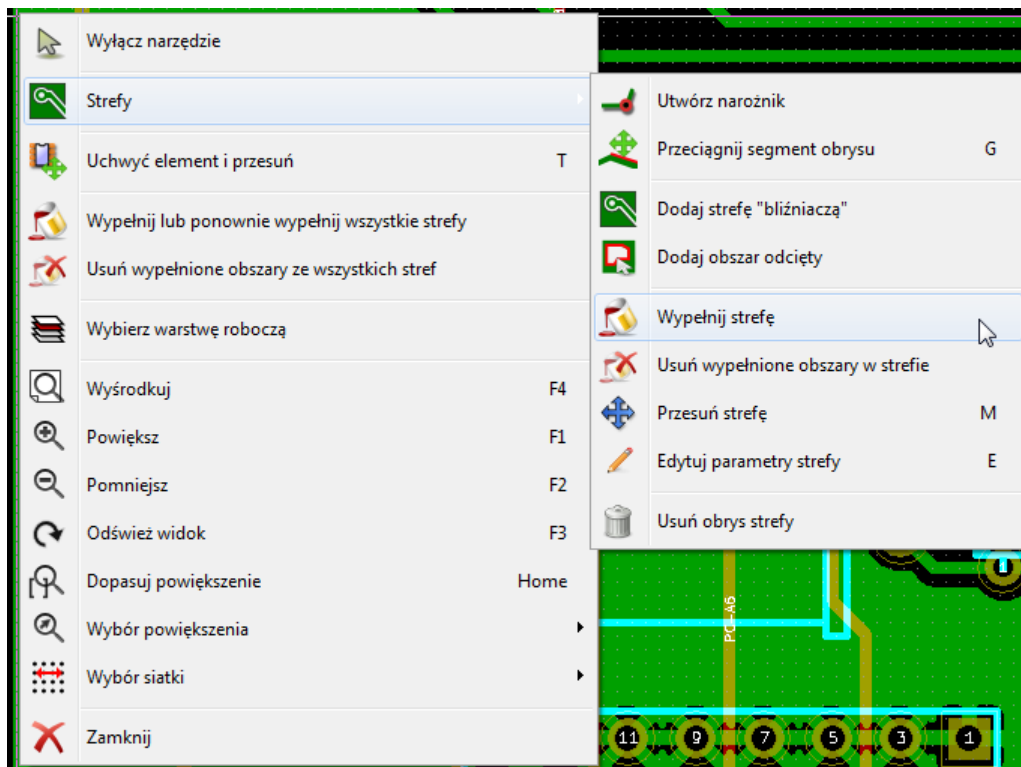 Wyłącz narzędzie
Strefy
Uchwyć element i przesuń T
Wypełnij lub ponownie wypełnij wszystkie strefy
Usuń wypełnione obszary ze wszystkich stref
Wybierz warstwę roboczą
Wyśrodkuj F4
Powiększ F1
Pomniejsz F2
Odśwież widok F3
Dopasuj powiększenie Home
Wybór powiększenia
Wybór siatki
Zamknij
Utwórz narożnik
Przeciągnij segment obrysu G
Dodaj strefę "bliźniaczą"
Dodaj obszar odcięty
Wypełnij strefę
Usuń wypełnione obszary w strefie
Przesuń strefę M
Edytuj parametry strefy E
Usuń obrys strefy
1
PC-A6
11 9 7 5 3 1